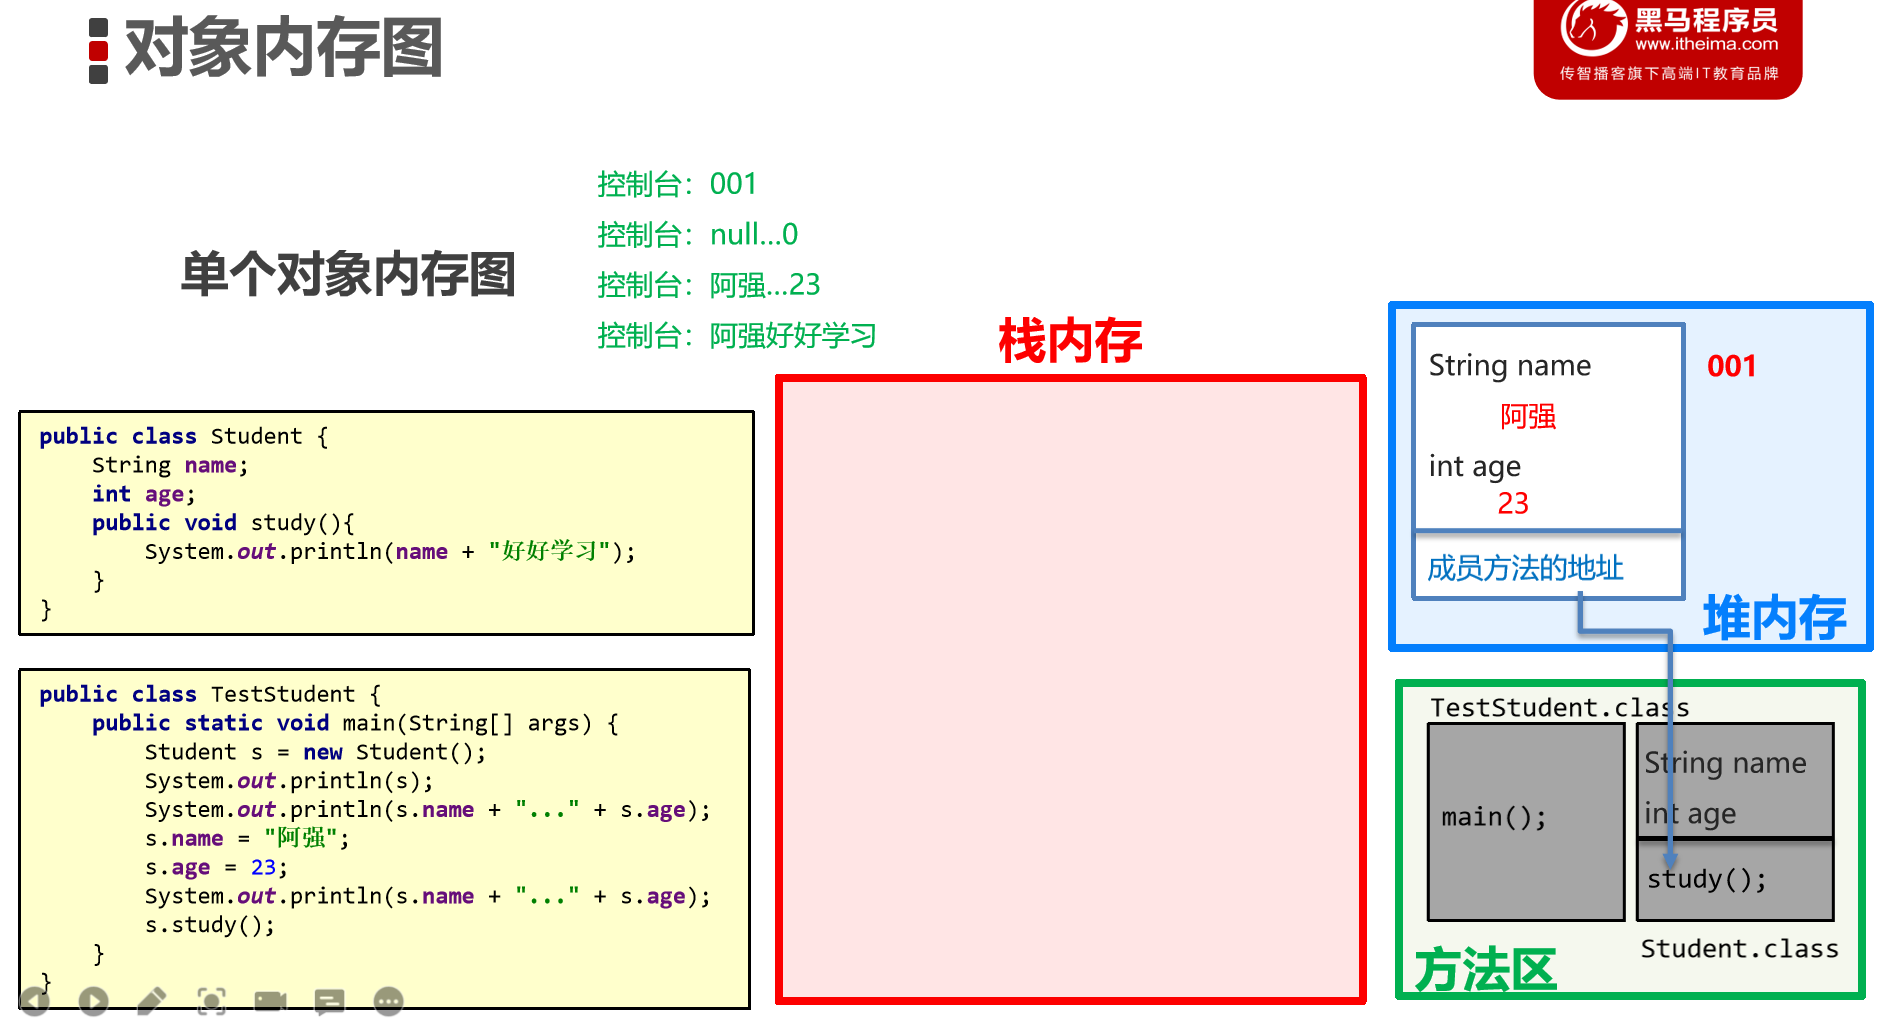 对象内存图
黑马程序员
www.itheima.com
传智播客旗下高端IT教育品牌
控制台：001
控制台：null...0
控制台：阿强...23
控制台：阿强好好学习
单个对象内存图
public class Student {
    String name;
    int age;
    public void study(){
        System.out.println(name + "好好学习");
    }
}
public class TestStudent {
    public static void main(String[] args) {
        Student s = new Student();
        System.out.println(s);
        System.out.println(s.name + "..." + s.age);
        s.name = "阿强";
        s.age = 23;
        System.out.println(s.name + "..." + s.age);
        s.study();
    }
}
栈内存
String name
001
阿强
int age
23
成员方法的地址
堆内存
TestStudent.class
main();
String name
int age
study();
Student.class
方法区